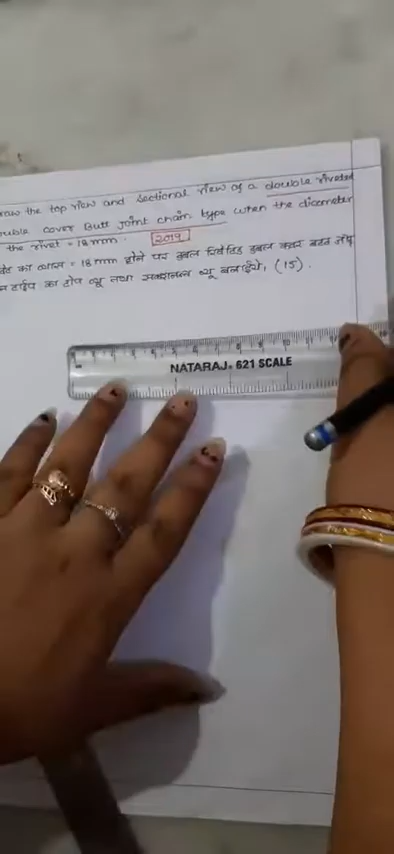 raw the top view and sectional view of a double riveted
ouble cover Butt joint chain type when the diameter
the rivet = 18 mm. 2019
वेट का व्यास = 18 mm होने पर डबल रिवेटिड डबल कवर बट जोड़
न टाईप का टोप व्यू तथा सेक्शनल व्यू बनाईये। (15).
NATARAJ 621 SCALE